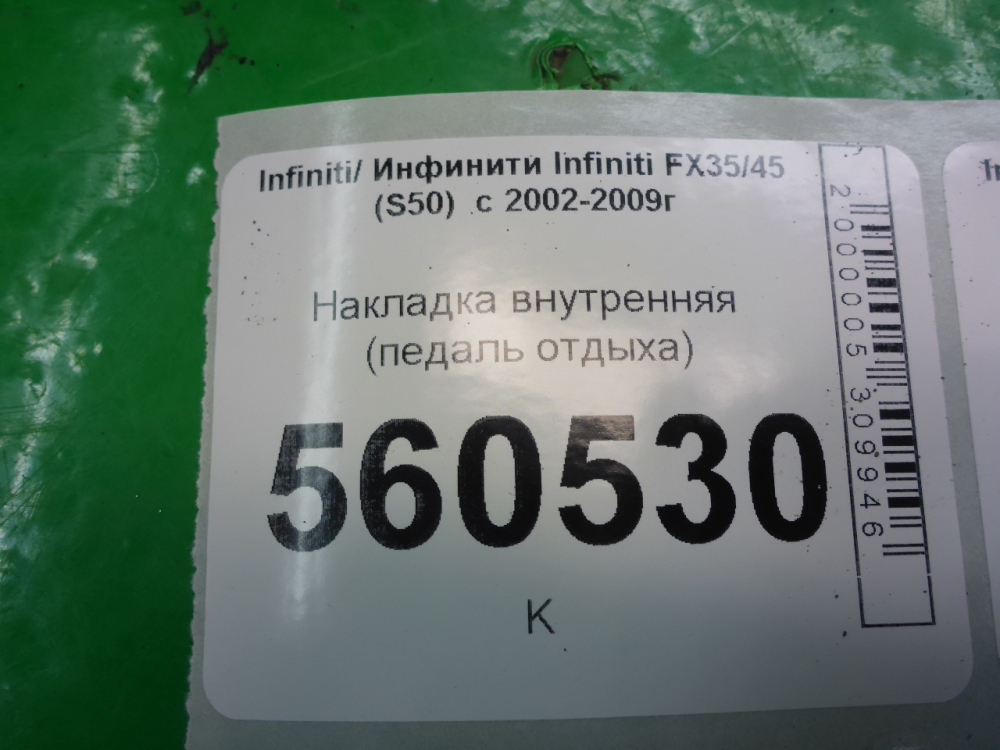 Infiniti/ Инфинити Infiniti FX35/45
(S50) с 2002-2009г
Накладка внутренняя
(педаль отдыха)
560530
К
2000005309946